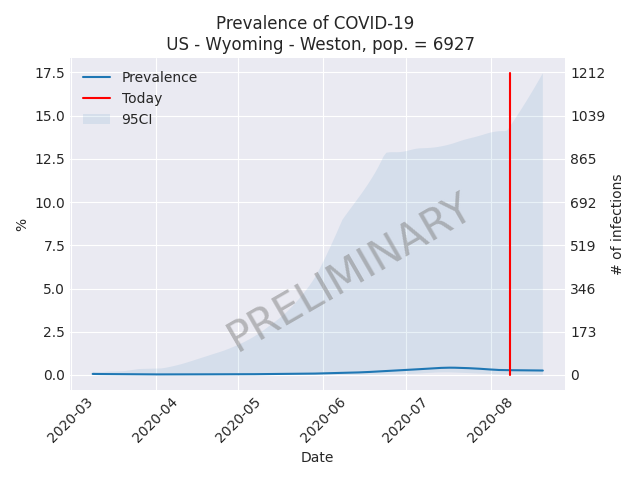 Prevalence of COVID-19
US - Wyoming - Weston, pop. = 6927
Prevalence
Today
95CI
PRELIMINARY
%
17.5
15.0
12.5
10.0
7.5
5.0
2.5
0.0
1212
1039
865
692
519
346
173
0
# of infections
2020-03
2020-04
2020-05
2020-06
2020-07
2020-08
Date